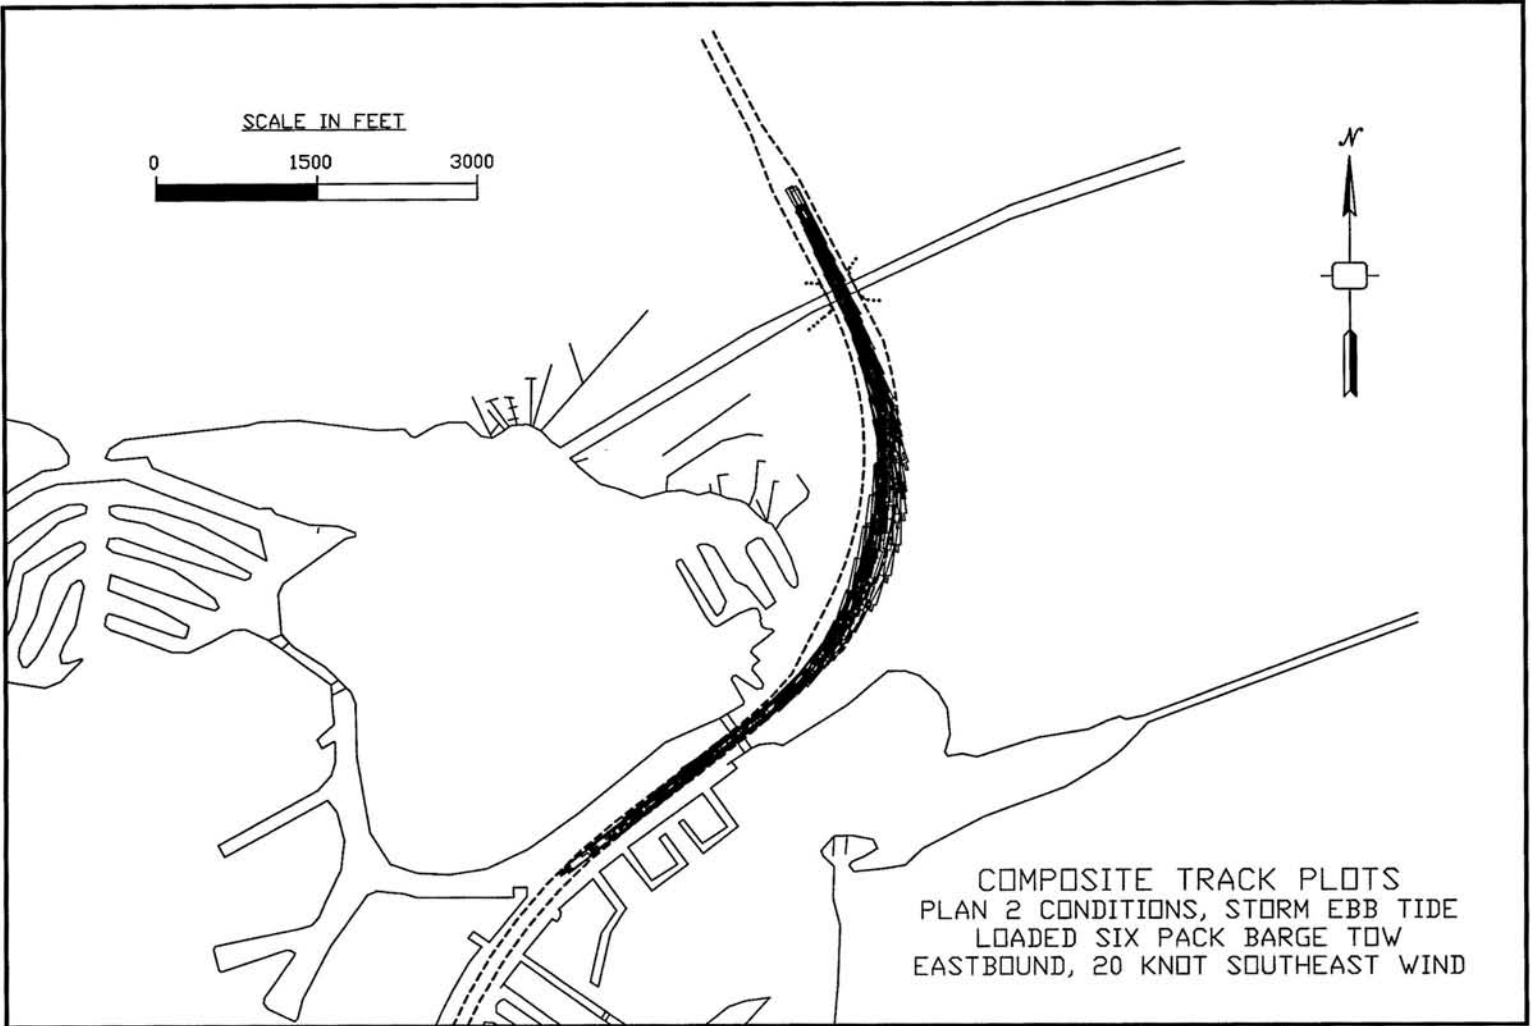 SCALE IN FEET
0 1500 3000
N
COMPOSITE TRACK PLOTS
PLAN 2 CONDITIONS, STORM EBB TIDE
LOADED SIX PACK BARGE TOW
EASTBOUND, 20 KNOT SOUTHEAST WIND